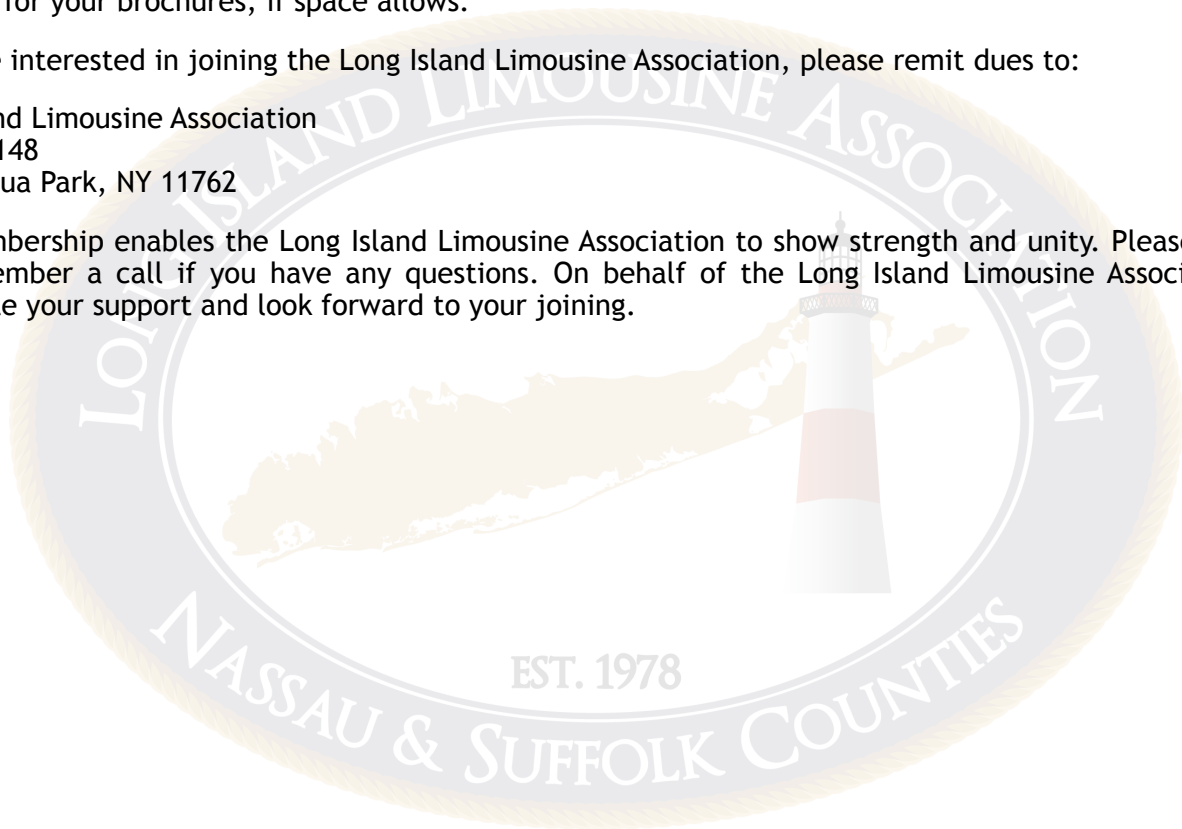 for your brochures, if space allows.
interested in joining the Long Island Limousine Association, please remit dues to:
nd Limousine Association
148
ua Park, NY 11762
mbership enables the Long Island Limousine Association to show strength and unity. Please
ember a call if you have any questions. On behalf of the Long Island Limousine Associ
e your support and look forward to your joining.
LONG ISLAND LIMOUSINE ASSOCIATION
EST. 1978
NASSAU & SUFFOLK COUNTIES